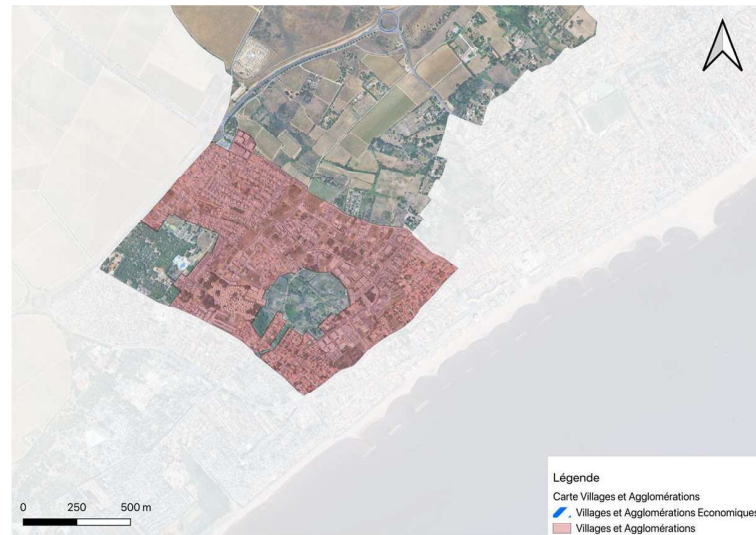 0 250 500 m
Légende
Carte Villages et Agglomérations
Villages et Agglomérations Economiques
Villages et Agglomérations